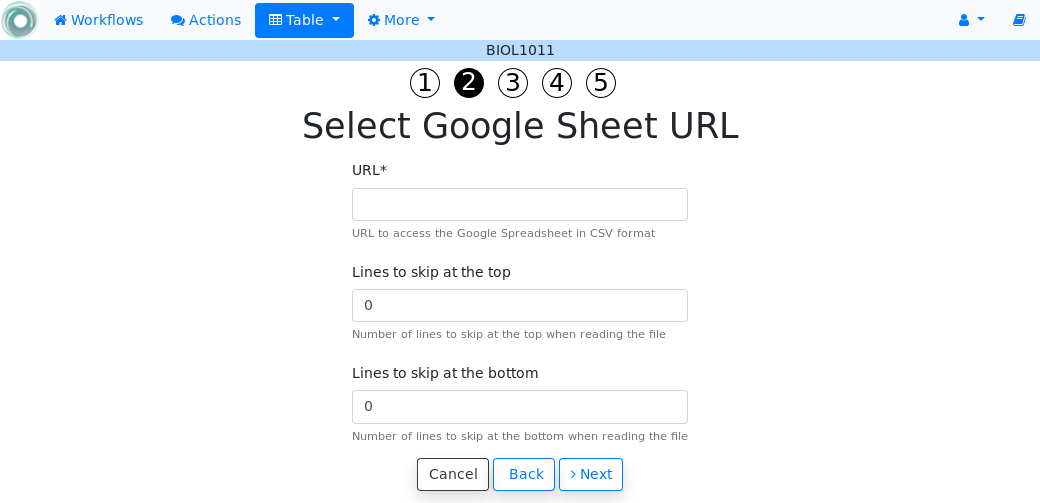 Workflows Actions Table More
BIOL1011
1 2 3 4 5
Select Google Sheet URL
URL*
URL to access the Google Spreadsheet in CSV format
Lines to skip at the top
0
Number of lines to skip at the top when reading the file
Lines to skip at the bottom
0
Number of lines to skip at the bottom when reading the file
Cancel Back Next